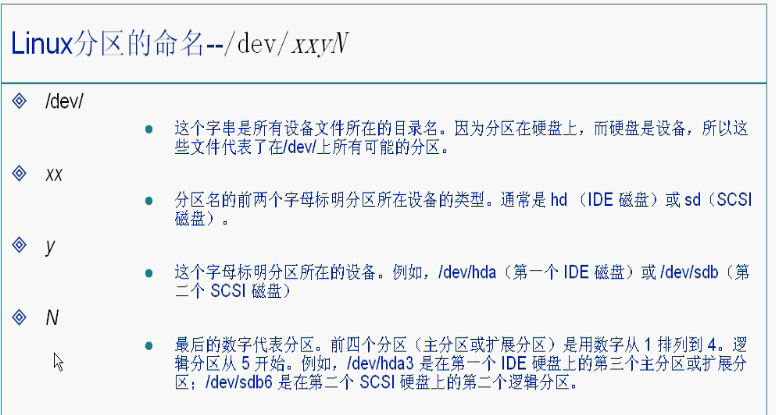 Linux分区的命名--/dev/xxyN
/dev/
这个字串是所有设备文件所在的目录名。因为分区在硬盘上，而硬盘是设备，所以这
些文件代表了在/dev/上所有可能的分区。
xx
分区名的前两个字母标明分区所在设备的类型。通常是 hd （IDE 磁盘）或 sd（SCSI
磁盘）。
y
这个字母标明分区所在的设备。例如，/dev/hda（第一个 IDE 磁盘）或 /dev/sdb（第
二个 SCSI 磁盘）
N
最后的数字代表分区。前四个分区（主分区或扩展分区）是用数字从 1 排列到 4。逻
辑分区从 5 开始。例如，/dev/hda3 是在第一个 IDE 硬盘上的第三个主分区或扩展分
区；/dev/sdb6 是在第二个 SCSI 硬盘上的第二个逻辑分区。